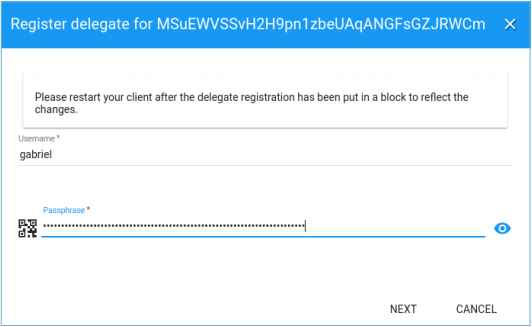 Register delegate for MSuEWVSSvH2H9pn1zbeUAqANGFsGZJRWCm
Please restart your client after the delegate registration has been put in a block to reflect the
changes.
Username *
gabriel
Passphrase *
NEXT CANCEL